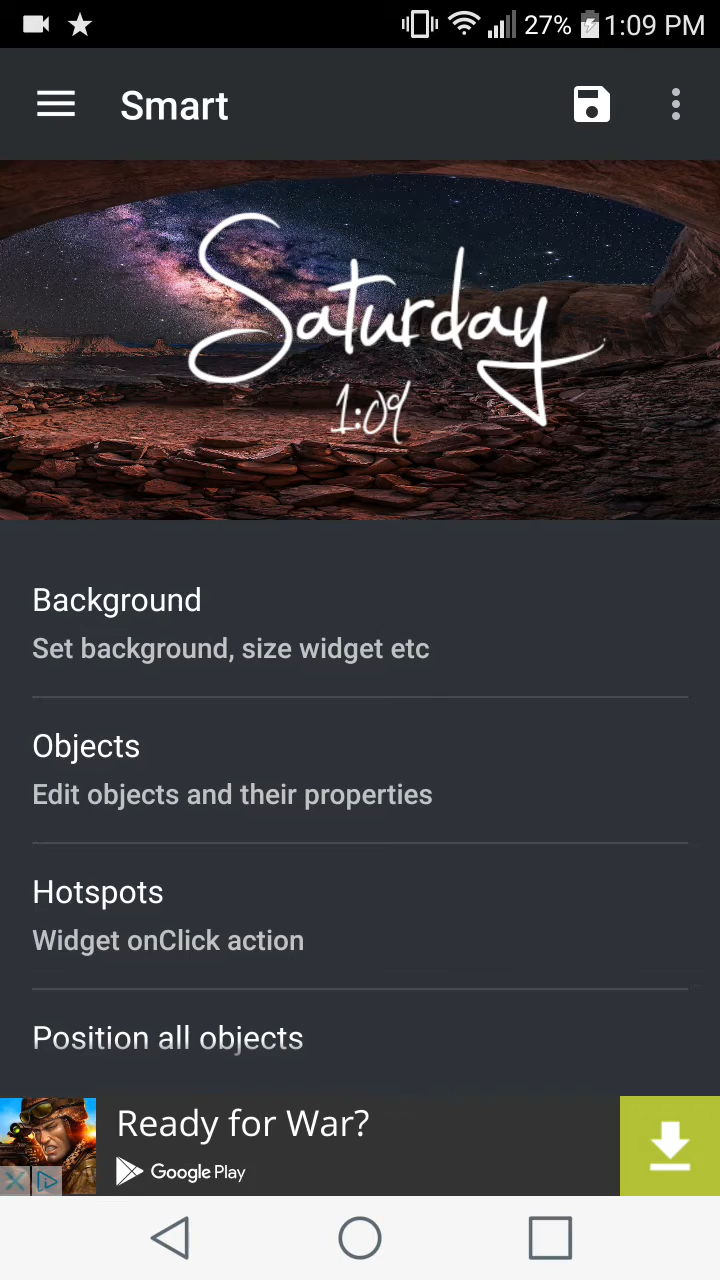 27% 1:09 PM
Smart
Saturday
1:09
Background
Set background, size widget etc
Objects
Edit objects and their properties
Hotspots
Widget onClick action
Position all objects
Ready for War?
Google Play